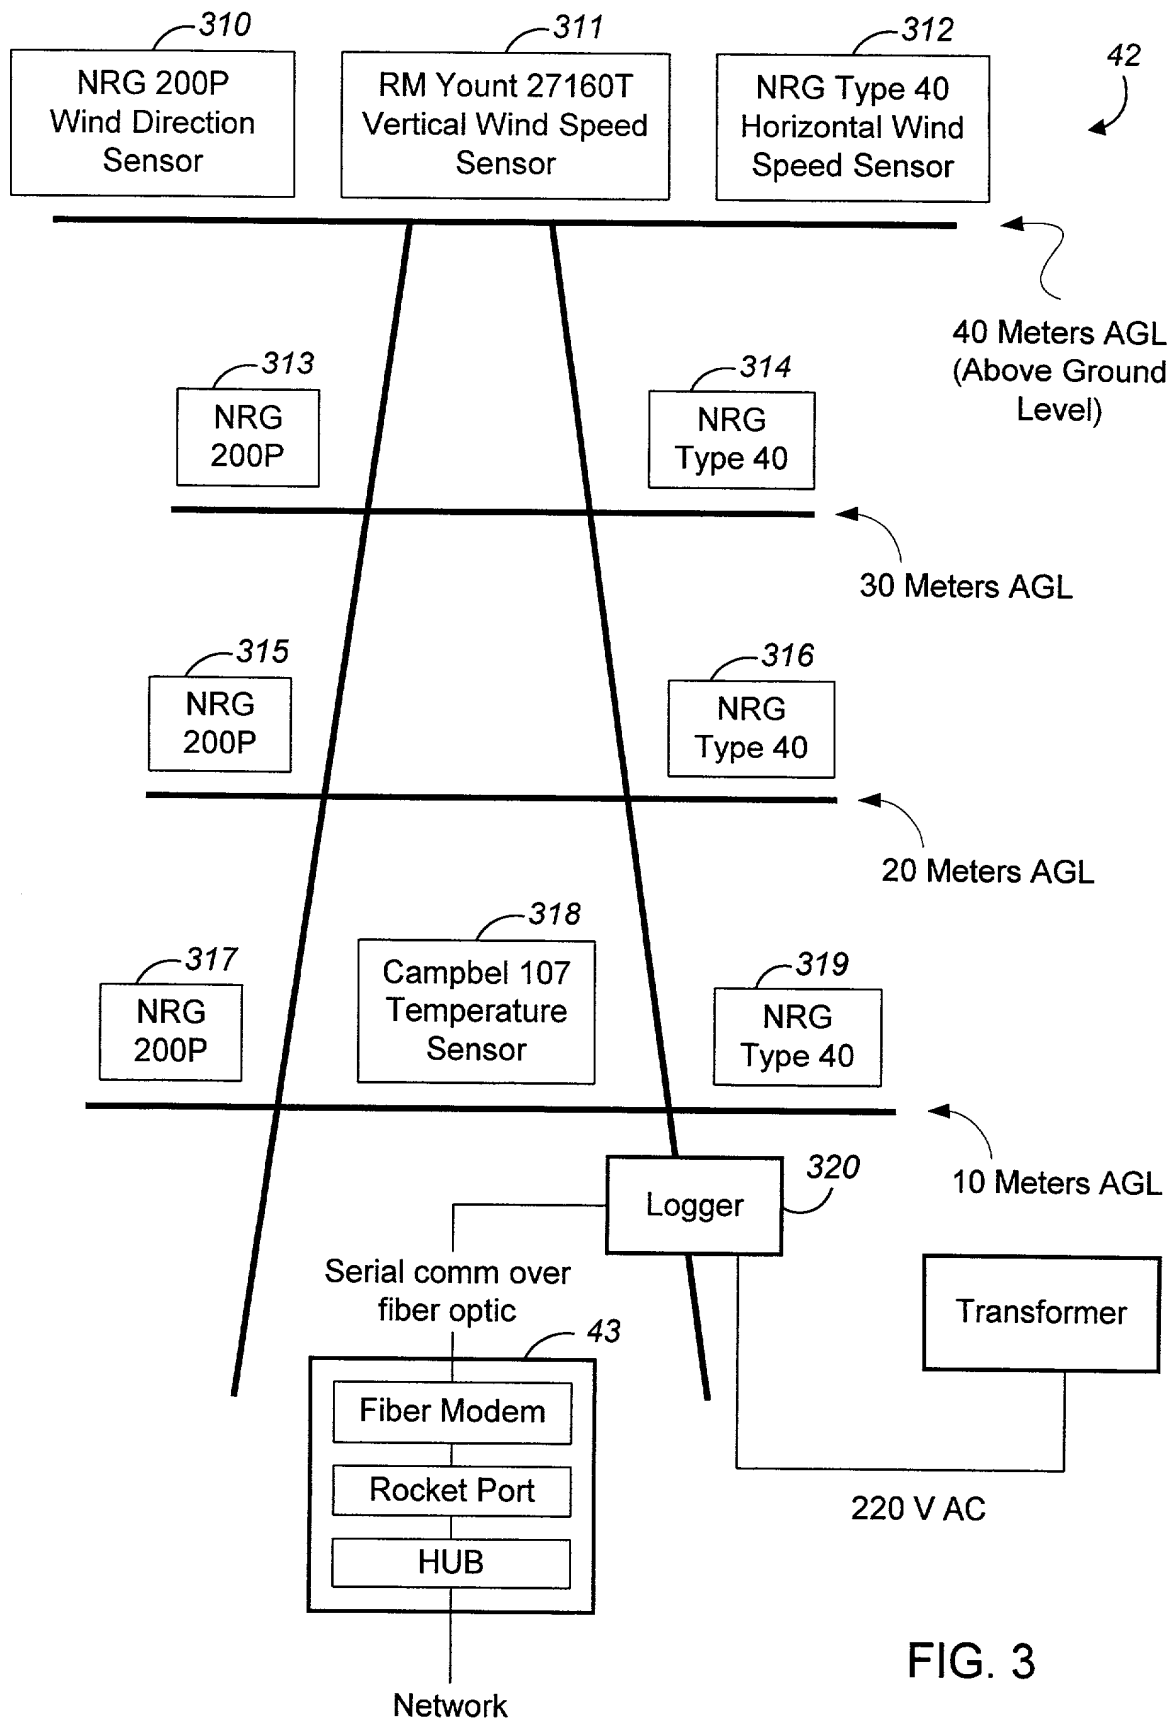 310
311
312
42
NRG 200P
Wind Direction
Sensor
RM Yount 27160T
Vertical Wind Speed
Sensor
NRG Type 40
Horizontal Wind
Speed Sensor
40 Meters AGL
(Above Ground
Level)
313
NRG
200P
314
NRG
Type 40
30 Meters AGL
315
NRG
200P
316
NRG
Type 40
20 Meters AGL
317
NRG
200P
318
Campbel 107
Temperature
Sensor
319
NRG
Type 40
10 Meters AGL
320
Logger
Serial comm over
fiber optic
Transformer
43
Fiber Modem
Rocket Port
HUB
220 V AC
Network
FIG. 3